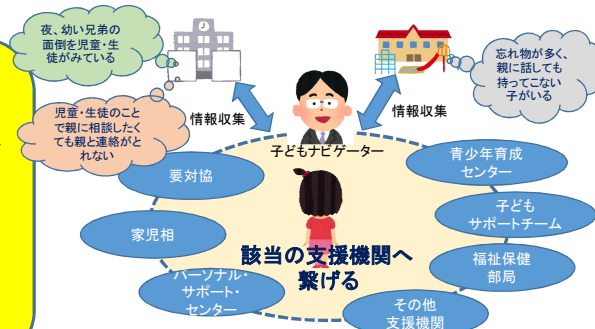 夜、幼い兄弟の
面倒を児童・生
徒がみている
忘れ物が多く、
親に話しても
持ってこない
子がいる
児童・生徒のこと
で親に相談したく
ても親と連絡がと
れない
情報収集
情報収集
子どもナビゲーター
要対協
青少年育成
センター
家児相
子ども
サポートチーム
該当の支援機関へ
繋げる
福祉保健
部局
パーソナル・
サポート・
センター
その他
支援機関